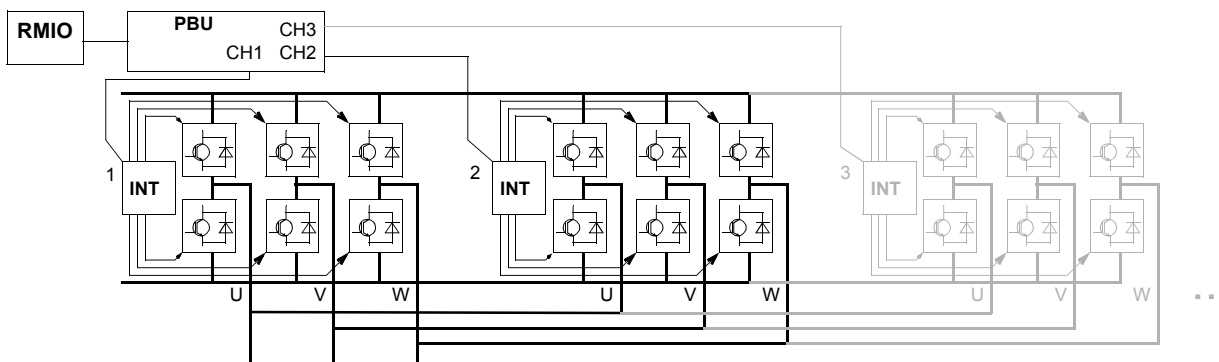 RMIO
PBU
CH3
CH1 CH2
1
INT
2
INT
3
INT
U V W
U V W
U V W
..